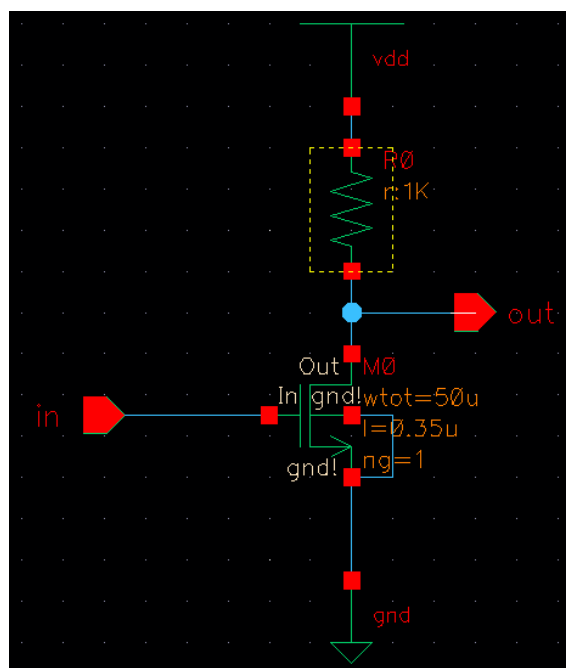 vdd
R0
r:1K
out
Out
M0
In
gnd!
wtot=50u
in
l=0.35u
gnd!
ng=1
gnd